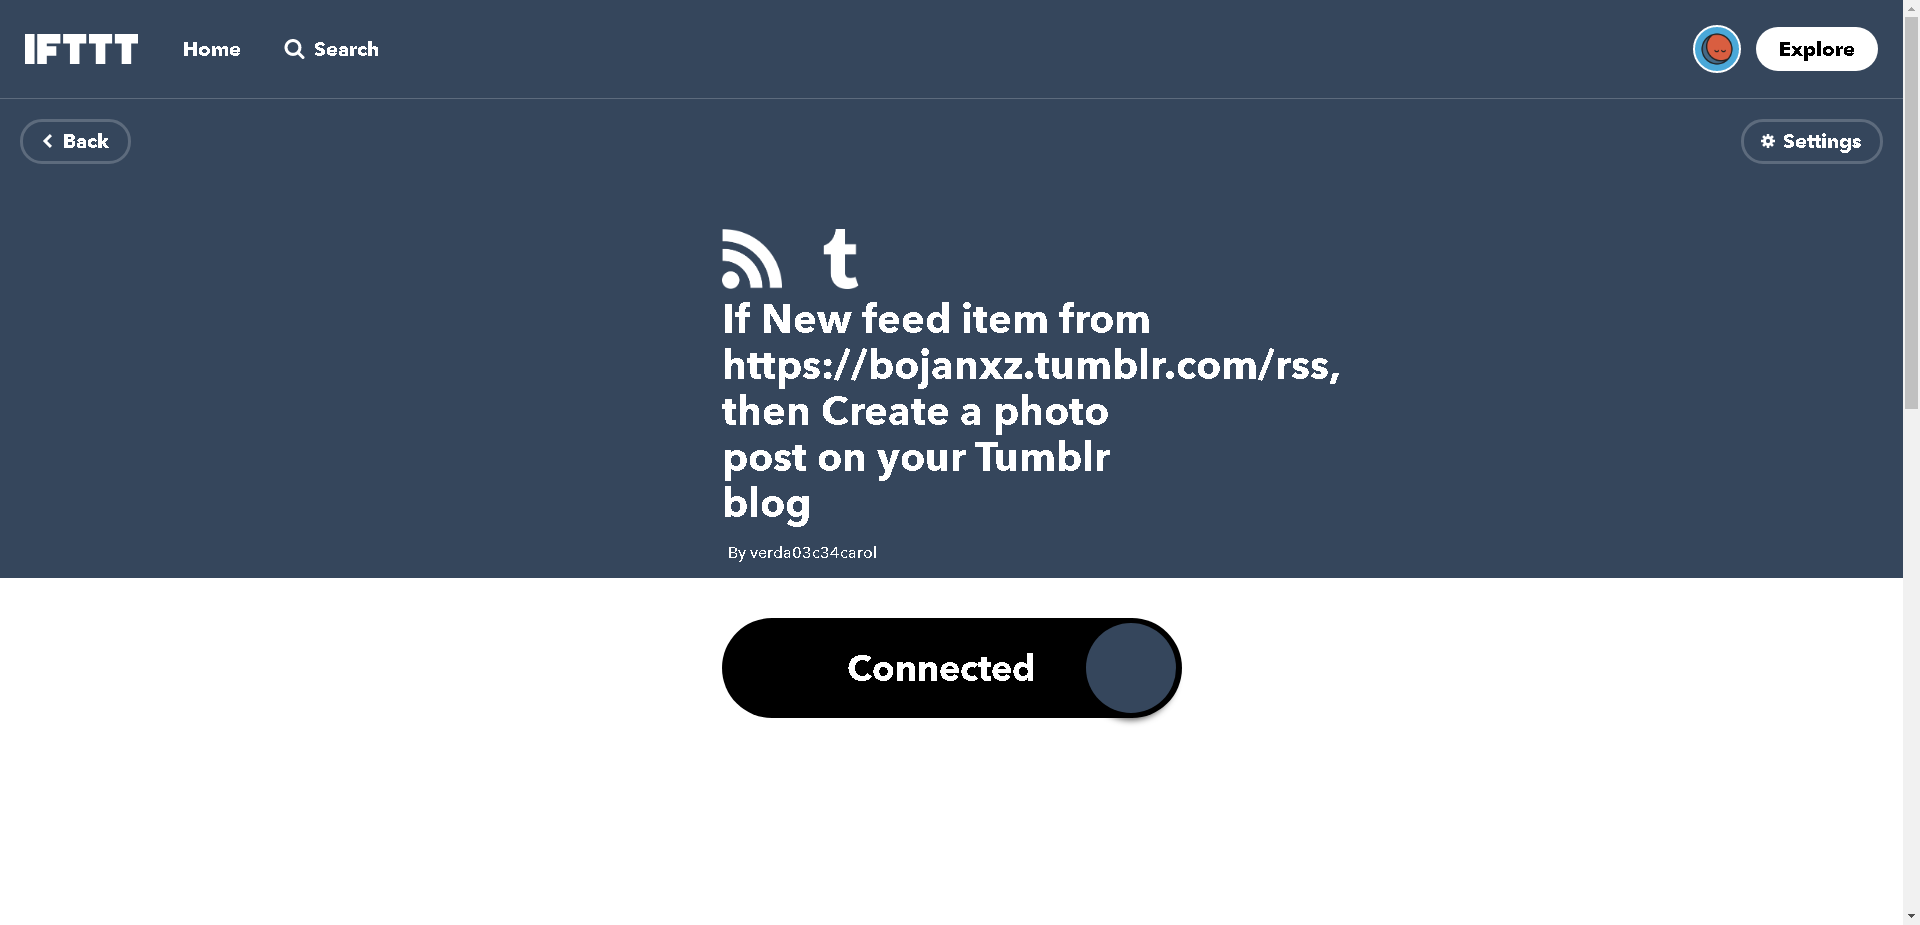 IFTTT
Home
Search
Explore
Back
Settings
t
If New feed item from
https://bojanxz.tumblr.com/rss,
then Create a photo
post on your Tumblr
blog
By verda03c34carol
Connected